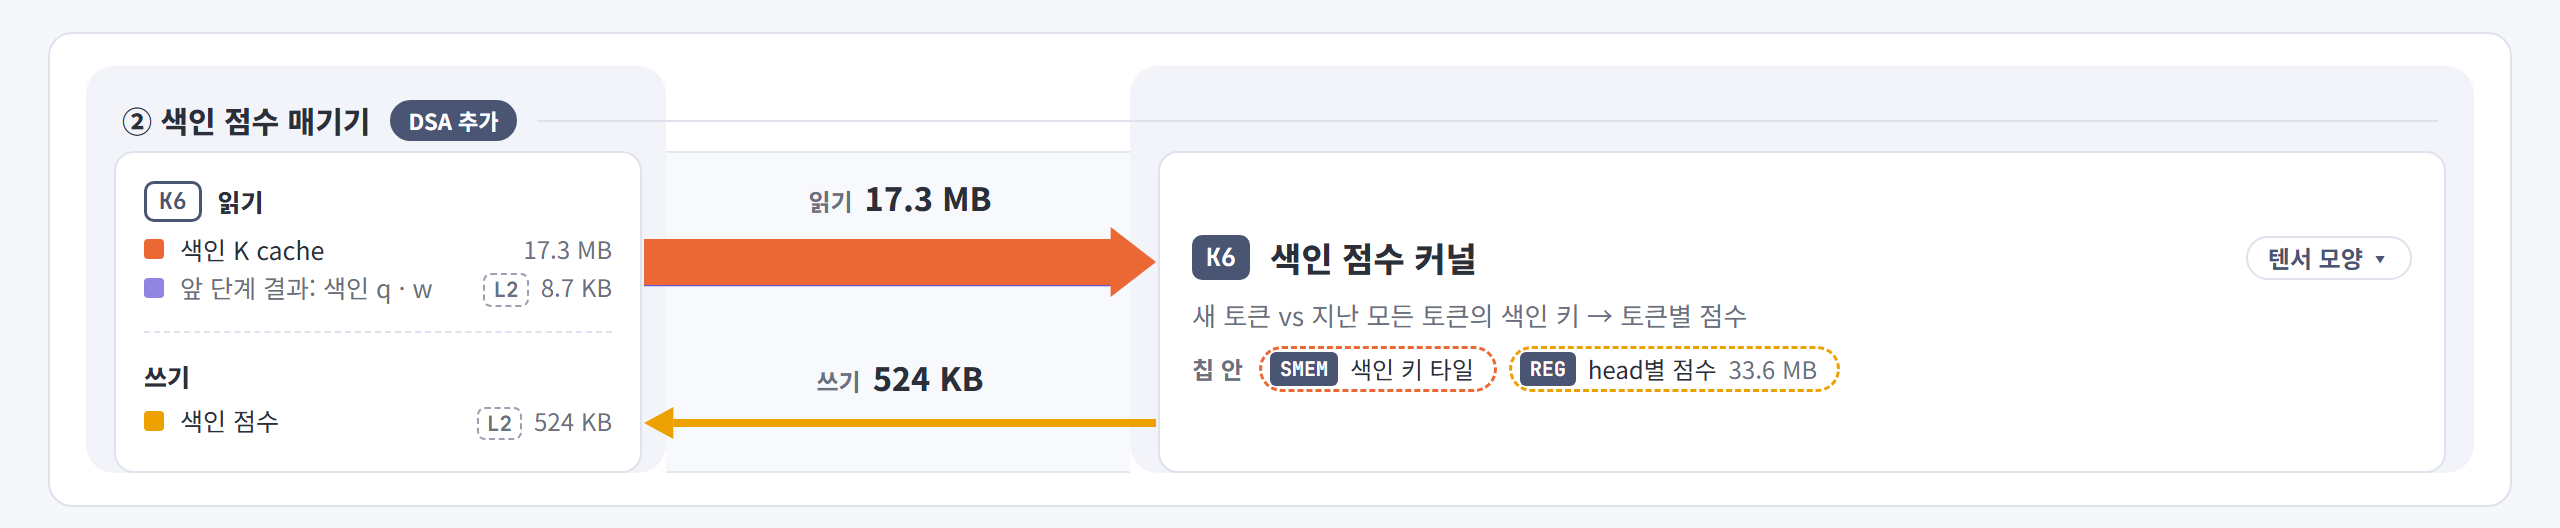 ② 색인 점수 매기기 DSA 추가
K6 읽기
색인 K cache 17.3 MB
앞 단계 결과: 색인 q · w L2 8.7 KB
쓰기
색인 점수 L2 524 KB
읽기 17.3 MB
쓰기 524 KB
K6 색인 점수 커널
텐서 모양 ▼
새 토큰 vs 지난 모든 토큰의 색인 키 → 토큰별 점수
칩 안 SMEM 색인 키 타일 REG head별 점수 33.6 MB